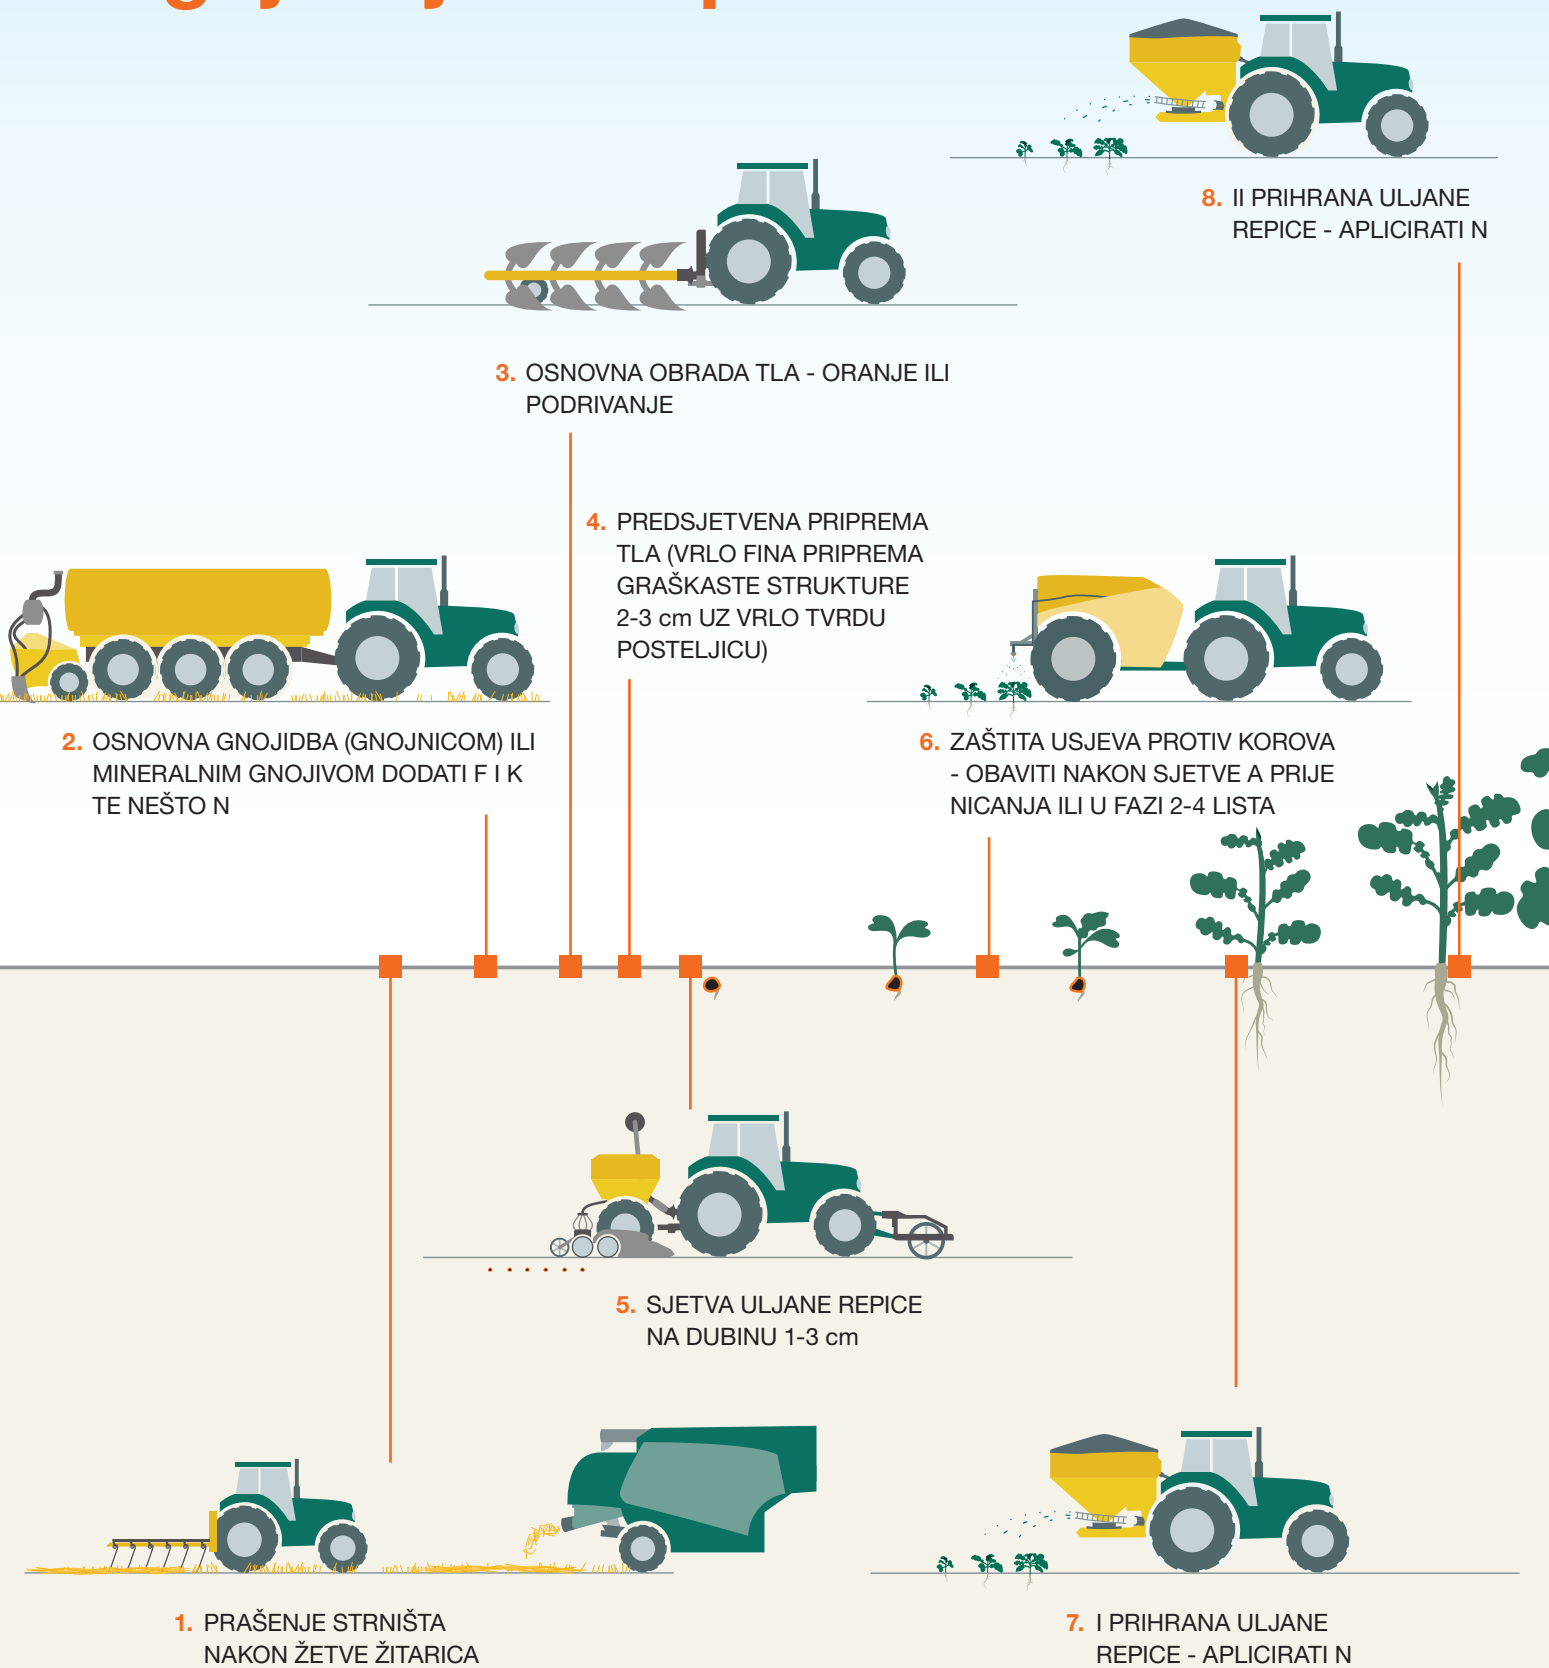 8. II PRIHRANA ULJANE
REPICE - APLICIRATI N
3. OSNOVNA OBRADA TLA - ORANJE ILI
PODRIVANJE
4. PREDSJETVENA PRIPREMA
TLA (VRLO FINA PRIPREMA
GRAŠKASTE STRUKTURE
2-3 cm UZ VRLO TVRDU
POSTELJICU)
2. OSNOVNA GNOJIDBA (GNOJNICOM) ILI
MINERALNIM GNOJIVOM DODATI F I K
TE NEŠTO N
6. ZAŠTITA USJEVA PROTIV KOROVA
- OBAVITI NAKON SJETVE A PRIJE
NICANJA ILI U FAZI 2-4 LISTA
5. SJETVA ULJANE REPICE
NA DUBINU 1-3 cm
1. PRAŠENJE STRNIŠTA
NAKON ŽETVE ŽITARICA
7. I PRIHRANA ULJANE
REPICE - APLICIRATI N